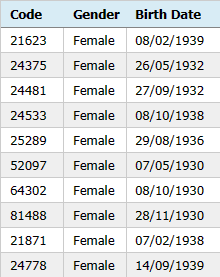 Code Gender Birth Date
21623 Female 08/02/1939
24375 Female 26/05/1932
24481 Female 27/09/1932
24533 Female 08/10/1938
25289 Female 29/08/1936
52097 Female 07/05/1930
64302 Female 08/10/1930
81488 Female 28/11/1930
21871 Female 07/02/1938
24778 Female 14/09/1939